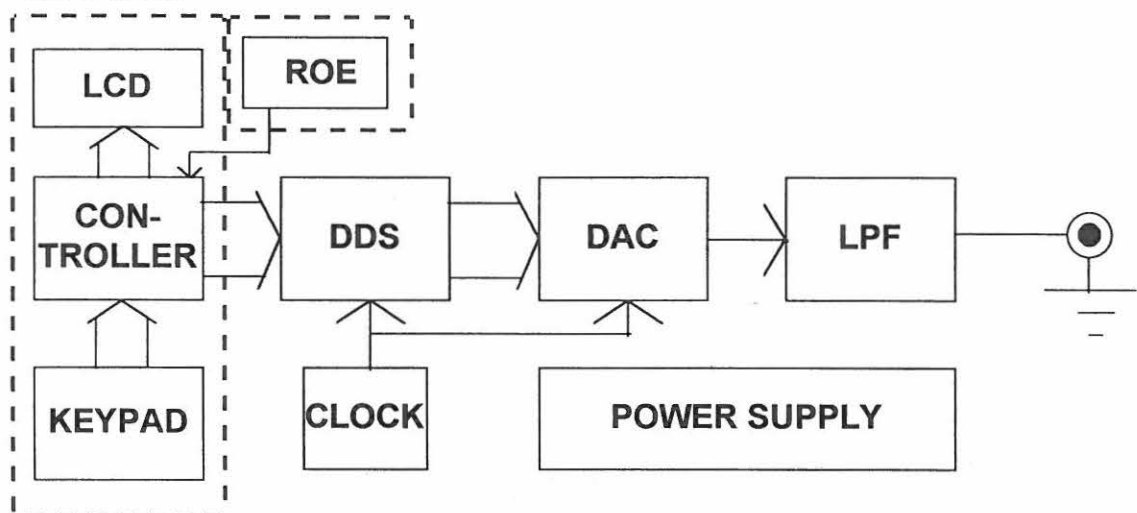 LCD
ROE
CON-
TROLLER
DDS
DAC
LPF
KEYPAD
CLOCK
POWER SUPPLY